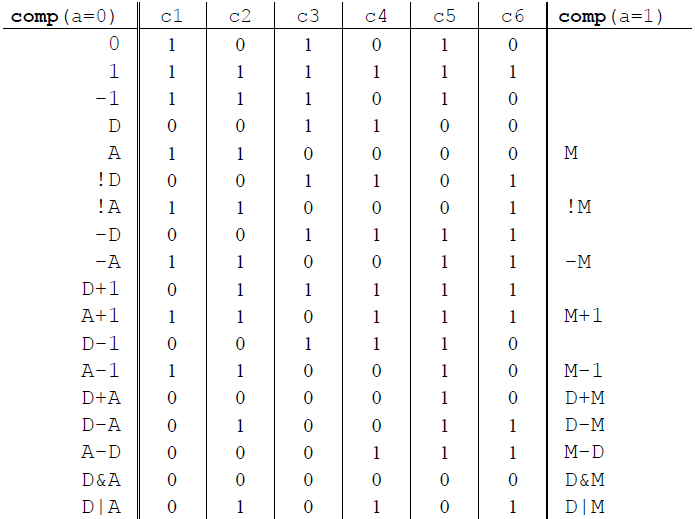 comp(a=0) c1 c2 c3 c4 c5 c6 comp(a=1)
0 1 0 1 0 1 0
1 1 1 1 1 1 1
-1 1 1 1 0 1 0
D 0 0 1 1 0 0
A 1 1 0 0 0 0 M
!D 0 0 1 1 0 1
!A 1 1 0 0 0 1 !M
-D 0 0 1 1 1 1
-A 1 1 0 0 1 1 -M
D+1 0 1 1 1 1 1
A+1 1 1 0 1 1 1 M+1
D-1 0 0 1 1 1 0
A-1 1 1 0 0 1 0 M-1
D+A 0 0 0 0 1 0 D+M
D-A 0 1 0 0 1 1 D-M
A-D 0 0 0 1 1 1 M-D
D&A 0 0 0 0 0 0 D&M
D|A 0 1 0 1 0 1 D|M